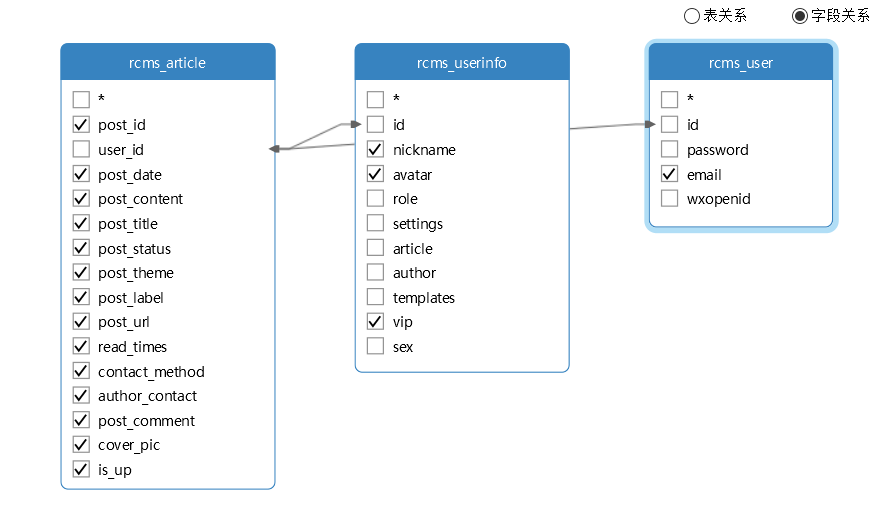 表关系
字段关系
rcms_article
*
post_id
user_id
post_date
post_content
post_title
post_status
post_theme
post_label
post_url
read_times
contact_method
author_contact
post_comment
cover_pic
is_up
rcms_userinfo
*
id
nickname
avatar
role
settings
article
author
templates
vip
sex
rcms_user
*
id
password
email
wxopenid